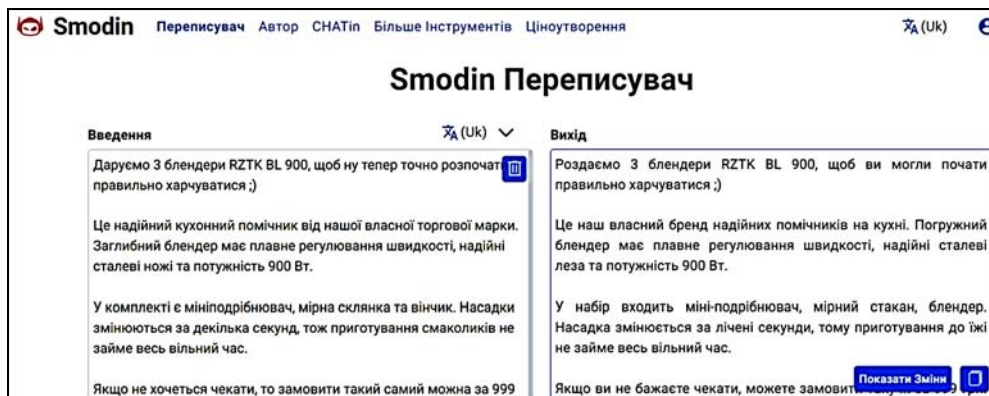 Smodin Переписувач Автор CHATin Більше Інструментів Ціноутворення (Uk)
Smodin Переписувач
Введення (Uk)
Даруємо 3 блендери RZTK BL 900, щоб ну тепер точно розпочат
правильно харчуватися ;)
Це надійний кухонний помічник від нашої власної торгової марки.
Заглибний блендер має плавне регулювання швидкості, надійні
сталеві ножі та потужність 900 Вт.
У комплекті є мініподрібнювач, мірна склянка та вінчик. Насадки
змінюються за декілька секунд, тож приготування смаколиків не
займе весь вільний час.
Якщо не хочеться чекати, то замовити такий самий можна за 999
Вихід
Роздаємо 3 блендери RZTK BL 900, щоб ви могли почати
правильно харчуватися ;)
Це наш власний бренд надійних помічників на кухні. Погружний
блендер має плавне регулювання швидкості, надійні сталеві
леза та потужність 900 Вт.
У набір входить міні-подрібнювач, мірний стакан, блендер.
Насадка змінюється за лічені секунди, тому приготування до їжі
не займе весь вільний час.
Якщо ви не бажаєте чекати, можете замовит
Показати Зміни